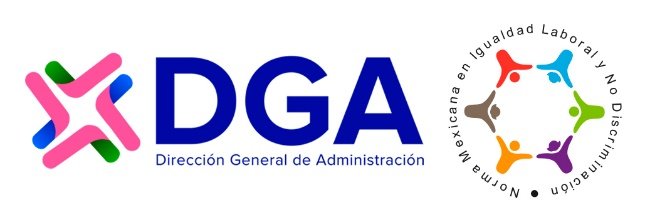 DGA
Dirección General de Administración
Norma Mexicana en Igualdad Laboral y No Discriminación